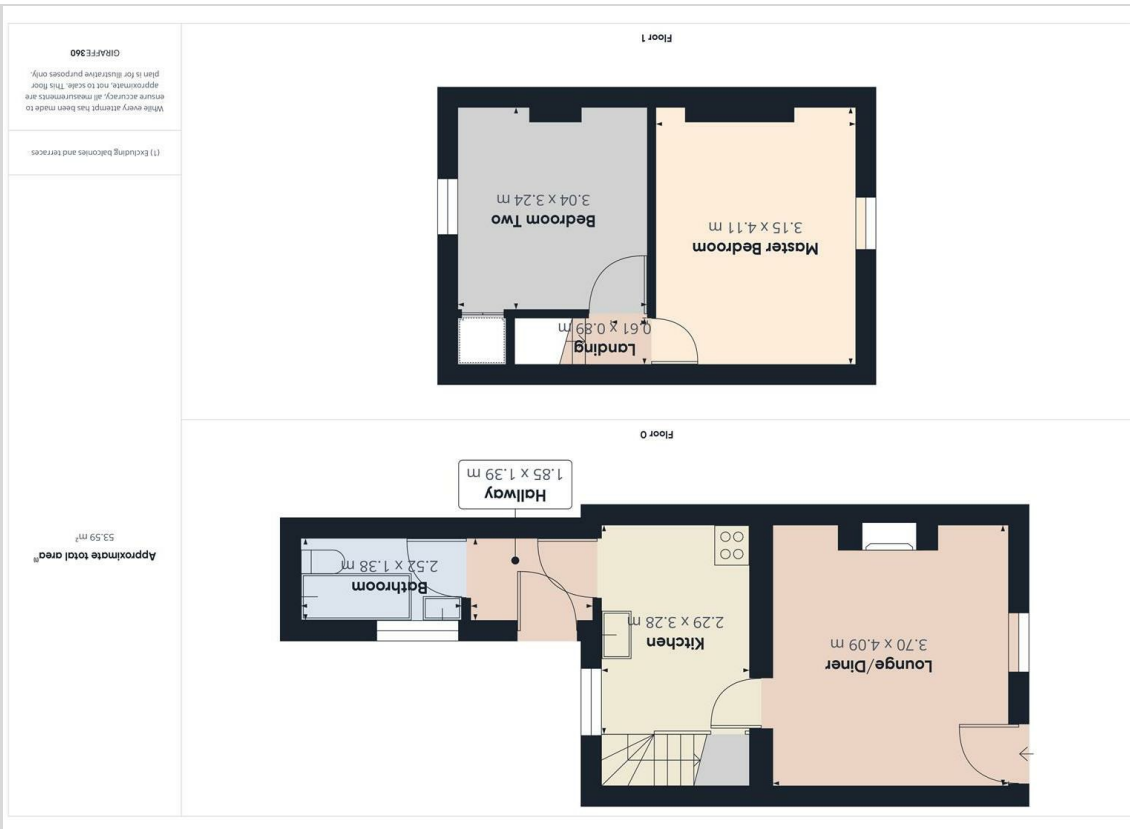 Approximate total area⁽¹⁾
53.59 m²
(1) Excluding balconies and terraces
While every attempt has been made to
ensure accuracy, all measurements are
approximate, not to scale. This floor
plan is for illustrative purposes only.
GIRAFFE360
Lounge/Diner
3.70 x 4.09 m
Kitchen
2.29 x 3.28 m
Bathroom
2.52 x 1.38 m
Hallway
1.85 x 1.39 m
Floor 0
Landing
0.61 x 0.89 m
Master Bedroom
3.15 x 4.11 m
Bedroom Two
3.04 x 3.24 m
Floor 1